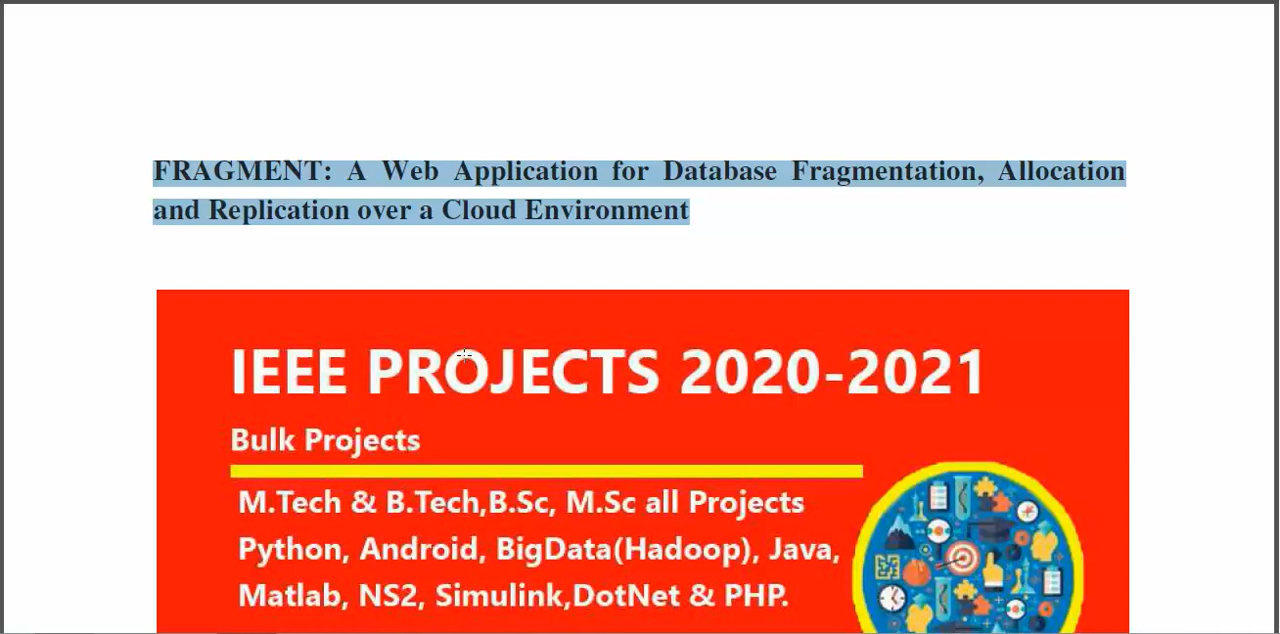 FRAGMENT: A Web Application for Database Fragmentation, Allocation
and Replication over a Cloud Environment
IEEE PROJECTS 2020-2021
Bulk Projects
M.Tech & B.Tech,B.Sc, M.Sc all Projects
Python, Android, BigData(Hadoop), Java,
Matlab, NS2, Simulink,DotNet & PHP.